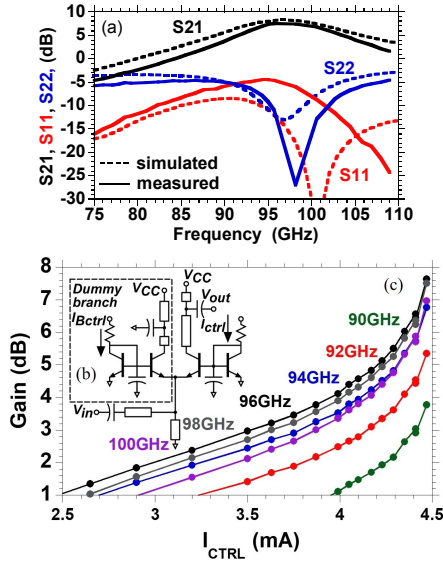 (a)
S21
S22
S11
simulated
measured
S21, S11, S22, (dB)
10
5
0
-5
-10
-15
-20
-25
-30
75 80 85 90 95 100 105 110
Frequency (GHz)
(c)
Dummy
branch
IBctrl
VCC
VCC
Vout
Ictrl
(b)
Vin
90GHz
92GHz
94GHz
96GHz
98GHz
100GHz
Gain (dB)
8
7
6
5
4
3
2
1
2.5 3 3.5 4 4.5
ICTRL (mA)